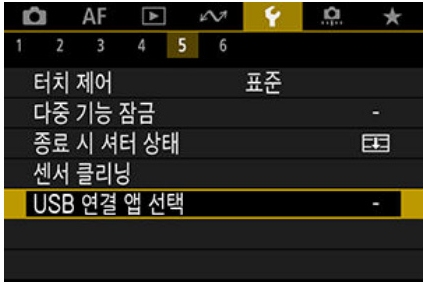 AF
1 2 3 4 5 6
터치 제어 표준
다중 기능 잠금 -
종료 시 셔터 상태
센서 클리닝
USB 연결 앱 선택 -